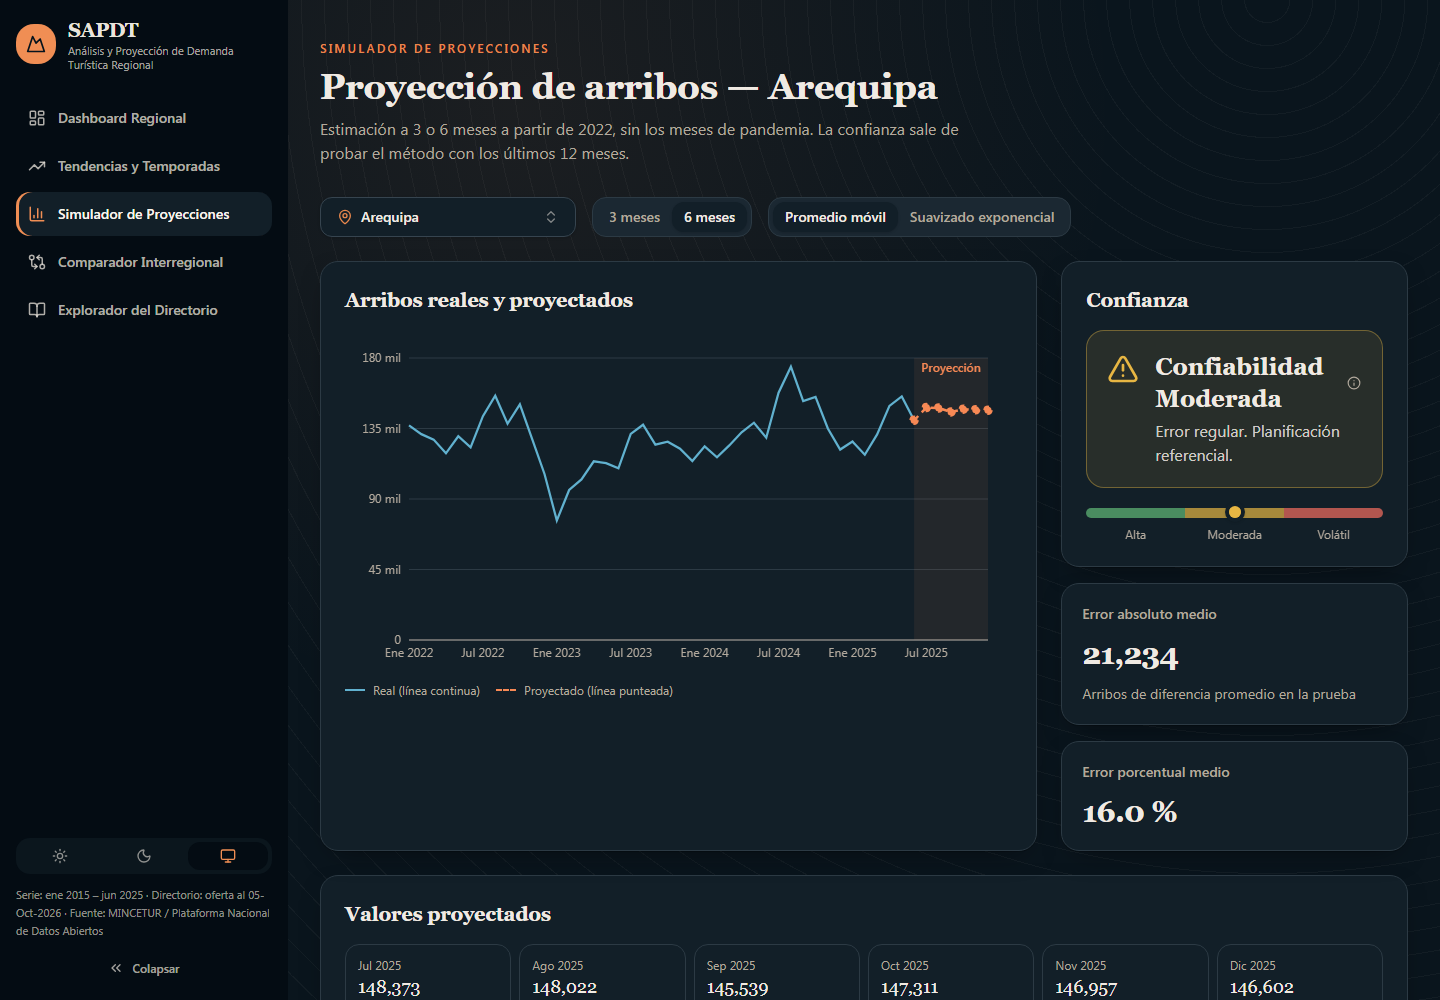 SAPDT
Análisis y Proyección de Demanda
Turística Regional
Dashboard Regional
Tendencias y Temporadas
Simulador de Proyecciones
Comparador Interregional
Explorador del Directorio
Serie: ene 2015 – jun 2025 · Directorio: oferta al 05-
Oct-2026 · Fuente: MINCETUR / Plataforma Nacional
de Datos Abiertos
Colapsar
SIMULADOR DE PROYECCIONES
Proyección de arribos — Arequipa
Estimación a 3 o 6 meses a partir de 2022, sin los meses de pandemia. La confianza sale de
probar el método con los últimos 12 meses.
Arequipa
3 meses
6 meses
Promedio móvil
Suavizado exponencial
Arribos reales y proyectados
180 mil
135 mil
90 mil
45 mil
0
Proyección
Ene 2022
Jul 2022
Ene 2023
Jul 2023
Ene 2024
Jul 2024
Ene 2025
Jul 2025
Real (línea continua)
Proyectado (línea punteada)
Confianza
Confiabilidad
Moderada
Error regular. Planificación
referencial.
Alta
Moderada
Volátil
Error absoluto medio
21,234
Arribos de diferencia promedio en la prueba
Error porcentual medio
16.0 %
Valores proyectados
Jul 2025
148,373
Ago 2025
148,022
Sep 2025
145,539
Oct 2025
147,311
Nov 2025
146,957
Dic 2025
146,602